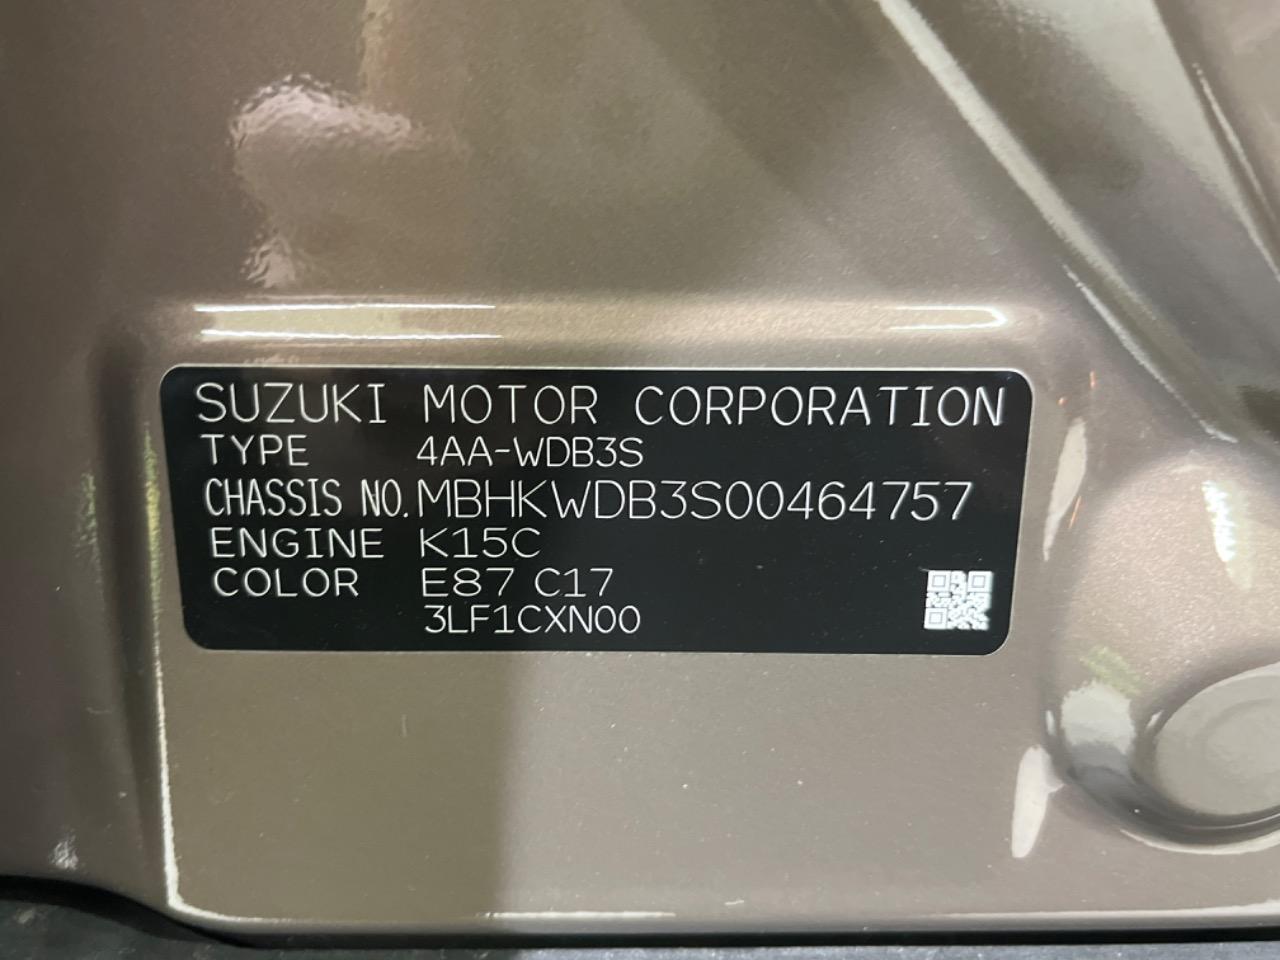 SUZUKI MOTOR CORPORATION
TYPE 4AA-WDB3S
CHASSIS NO. MBHKWDB3S00464757
ENGINE K15C
COLOR E87 C17
3LF1CXN00